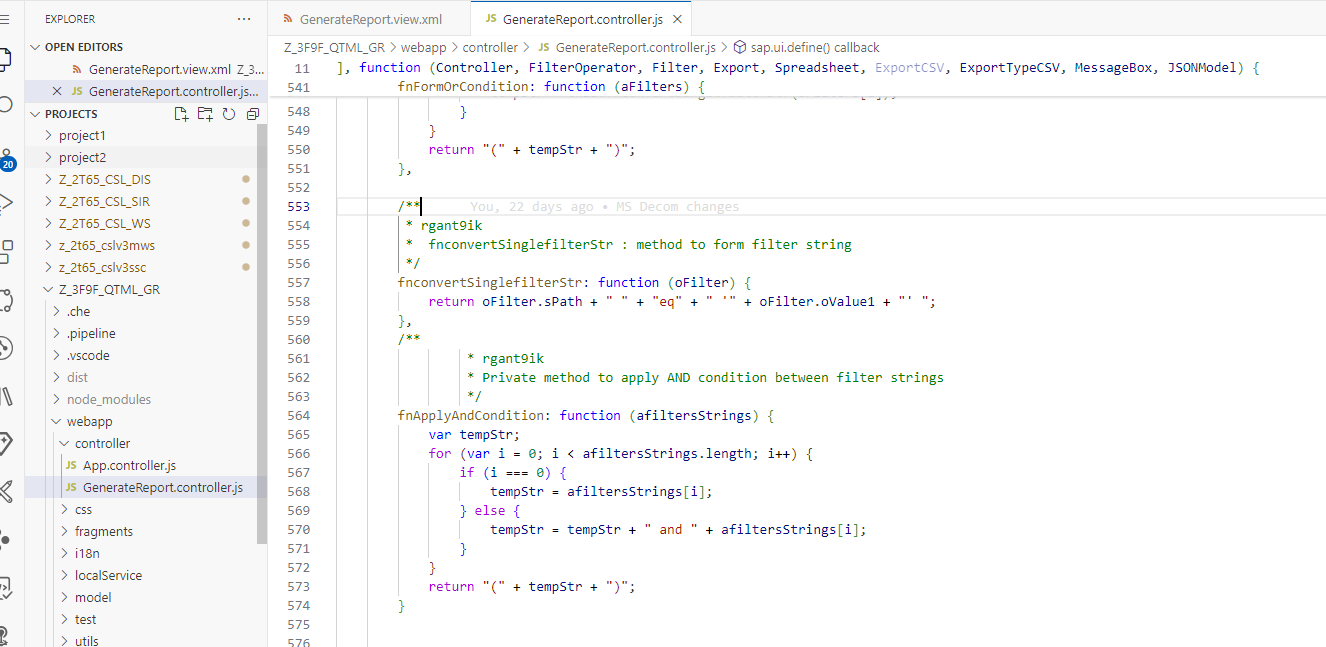 EXPLORER
···
OPEN EDITORS
GenerateReport.view.xml Z_3...
JS GenerateReport.controller.js...
PROJECTS
project1
project2
Z_2T65_CSL_DIS
Z_2T65_CSL_SIR
Z_2T65_CSL_WS
z_2t65_cslv3mws
z_2t65_cslv3ssc
Z_3F9F_QTML_GR
.che
.pipeline
.vscode
dist
node_modules
webapp
controller
JS App.controller.js
JS GenerateReport.controller.js
css
fragments
i18n
localService
model
test
utils
20
GenerateReport.view.xml
JS GenerateReport.controller.js
Z_3F9F_QTML_GR > webapp > controller > JS GenerateReport.controller.js > sap.ui.define() callback
11 ], function (Controller, FilterOperator, Filter, Export, Spreadsheet, ExportCSV, ExportTypeCSV, MessageBox, JSONModel) {
541 fnFormOrCondition: function (aFilters) {
548 }
549 }
550 return "(" + tempStr + ")";
551 },
552
553 /** You, 22 days ago • MS Decom changes
554 * rgant9ik
555 * fnconvertSinglefilterStr : method to form filter string
556 */
557 fnconvertSinglefilterStr: function (oFilter) {
558 return oFilter.sPath + " " + "eq" + " '" + oFilter.oValue1 + "' ";
559 },
560 /**
561 * rgant9ik
562 * Private method to apply AND condition between filter strings
563 */
564 fnApplyAndCondition: function (afiltersStrings) {
565 var tempStr;
566 for (var i = 0; i < afiltersStrings.length; i++) {
567 if (i === 0) {
568 tempStr = afiltersStrings[i];
569 } else {
570 tempStr = tempStr + " and " + afiltersStrings[i];
571 }
572 }
573 return "(" + tempStr + ")";
574 }
575
576